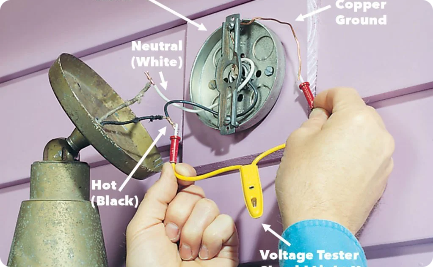 Copper
Ground
Neutral
(White)
Hot
(Black)
Voltage Tester